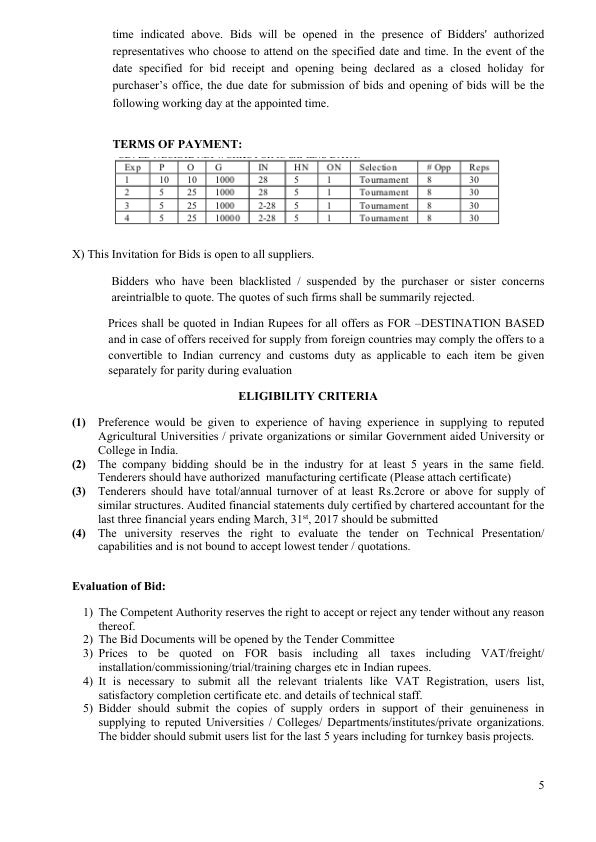 time indicated above. Bids will be opened in the presence of Bidders' authorized
representatives who choose to attend on the specified date and time. In the event of the
date specified for bid receipt and opening being declared as a closed holiday for
purchaser's office, the due date for submission of bids and opening of bids will be the
following working day at the appointed time.
TERMS OF PAYMENT:
Exp P O G IN HN ON Selection # Opp Reps
1 10 10 1000 28 5 1 Tournament 8 30
2 5 25 1000 28 5 1 Tournament 8 30
3 5 25 1000 2-28 5 1 Tournament 8 30
4 5 25 10000 2-28 5 1 Tournament 8 30
X) This Invitation for Bids is open to all suppliers.
Bidders who have been blacklisted / suspended by the purchaser or sister concerns
areintrialble to quote. The quotes of such firms shall be summarily rejected.
Prices shall be quoted in Indian Rupees for all offers as FOR –DESTINATION BASED
and in case of offers received for supply from foreign countries may comply the offers to a
convertible to Indian currency and customs duty as applicable to each item be given
separately for parity during evaluation
ELIGIBILITY CRITERIA
(1) Preference would be given to experience of having experience in supplying to reputed
Agricultural Universities / private organizations or similar Government aided University or
College in India.
(2) The company bidding should be in the industry for at least 5 years in the same field.
Tenderers should have authorized manufacturing certificate (Please attach certificate)
(3) Tenderers should have total/annual turnover of at least Rs.2crore or above for supply of
similar structures. Audited financial statements duly certified by chartered accountant for the
last three financial years ending March, 31st, 2017 should be submitted
(4) The university reserves the right to evaluate the tender on Technical Presentation/
capabilities and is not bound to accept lowest tender / quotations.
Evaluation of Bid:
1) The Competent Authority reserves the right to accept or reject any tender without any reason
thereof.
2) The Bid Documents will be opened by the Tender Committee
3) Prices to be quoted on FOR basis including all taxes including VAT/freight/
installation/commissioning/trial/training charges etc in Indian rupees.
4) It is necessary to submit all the relevant trialents like VAT Registration, users list,
satisfactory completion certificate etc. and details of technical staff.
5) Bidder should submit the copies of supply orders in support of their genuineness in
supplying to reputed Universities / Colleges/ Departments/institutes/private organizations.
The bidder should submit users list for the last 5 years including for turnkey basis projects.
5